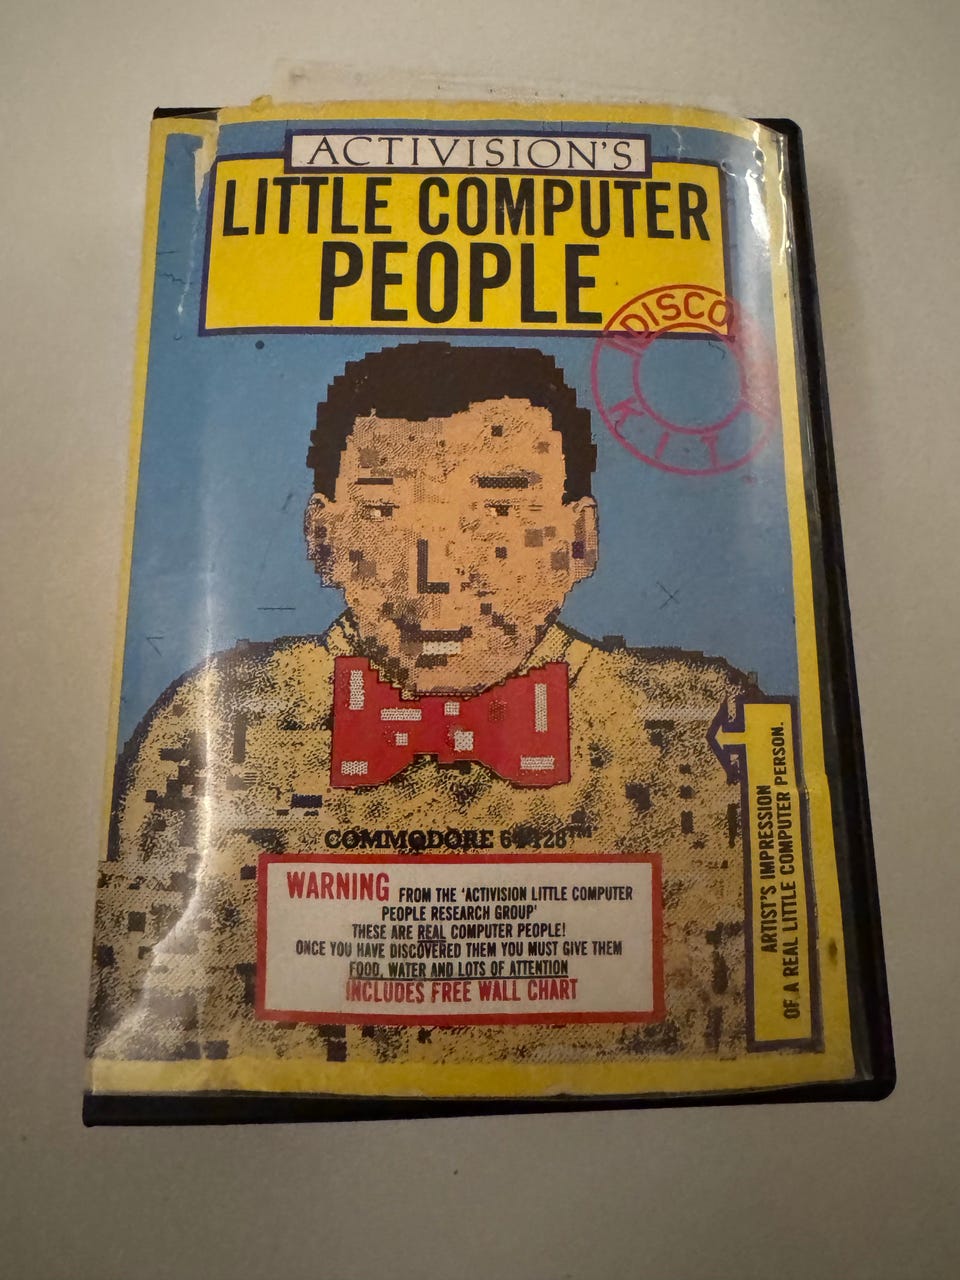 ACTIVISION'S
LITTLE COMPUTER
PEOPLE
DISCO
KIT
COMMODORE 64/128™
WARNING FROM THE 'ACTIVISION LITTLE COMPUTER
PEOPLE RESEARCH GROUP'
THESE ARE REAL COMPUTER PEOPLE!
ONCE YOU HAVE DISCOVERED THEM YOU MUST GIVE THEM
FOOD, WATER AND LOTS OF ATTENTION
INCLUDES FREE WALL CHART
ARTIST'S IMPRESSION
OF A REAL LITTLE COMPUTER PERSON.